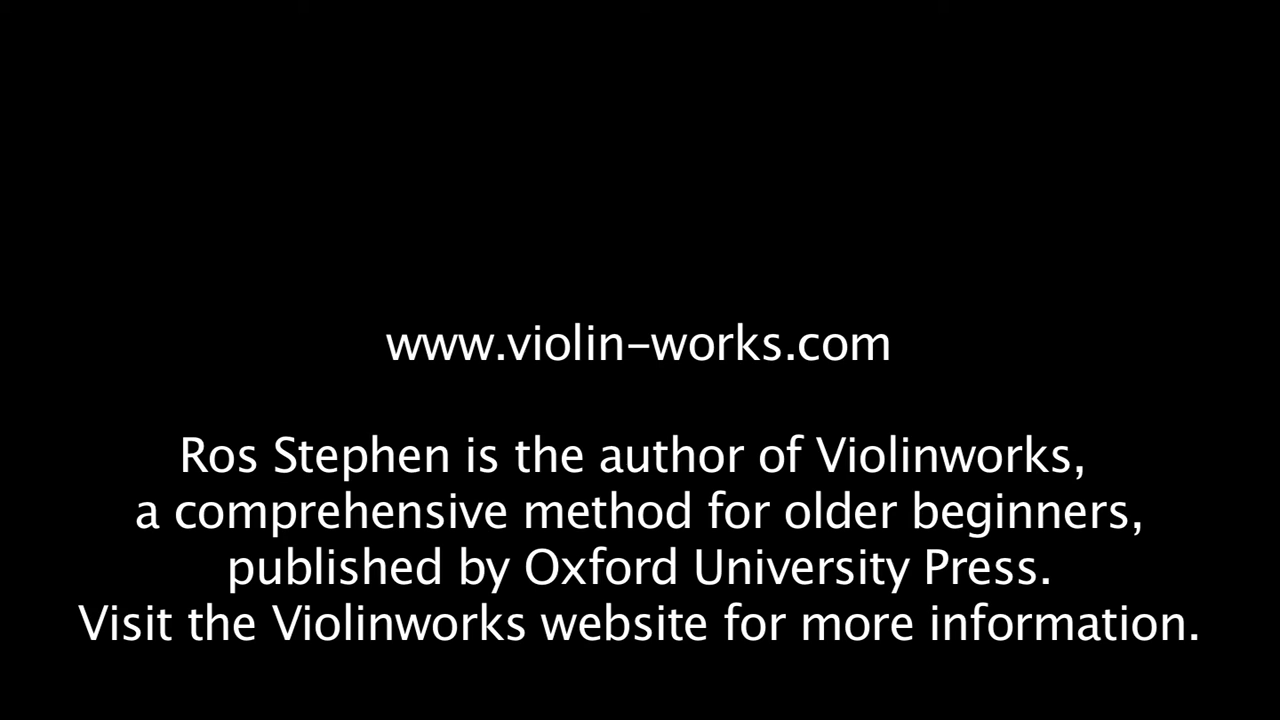 www.violin-works.com
Ros Stephen is the author of Violinworks,
a comprehensive method for older beginners,
published by Oxford University Press.
Visit the Violinworks website for more information.